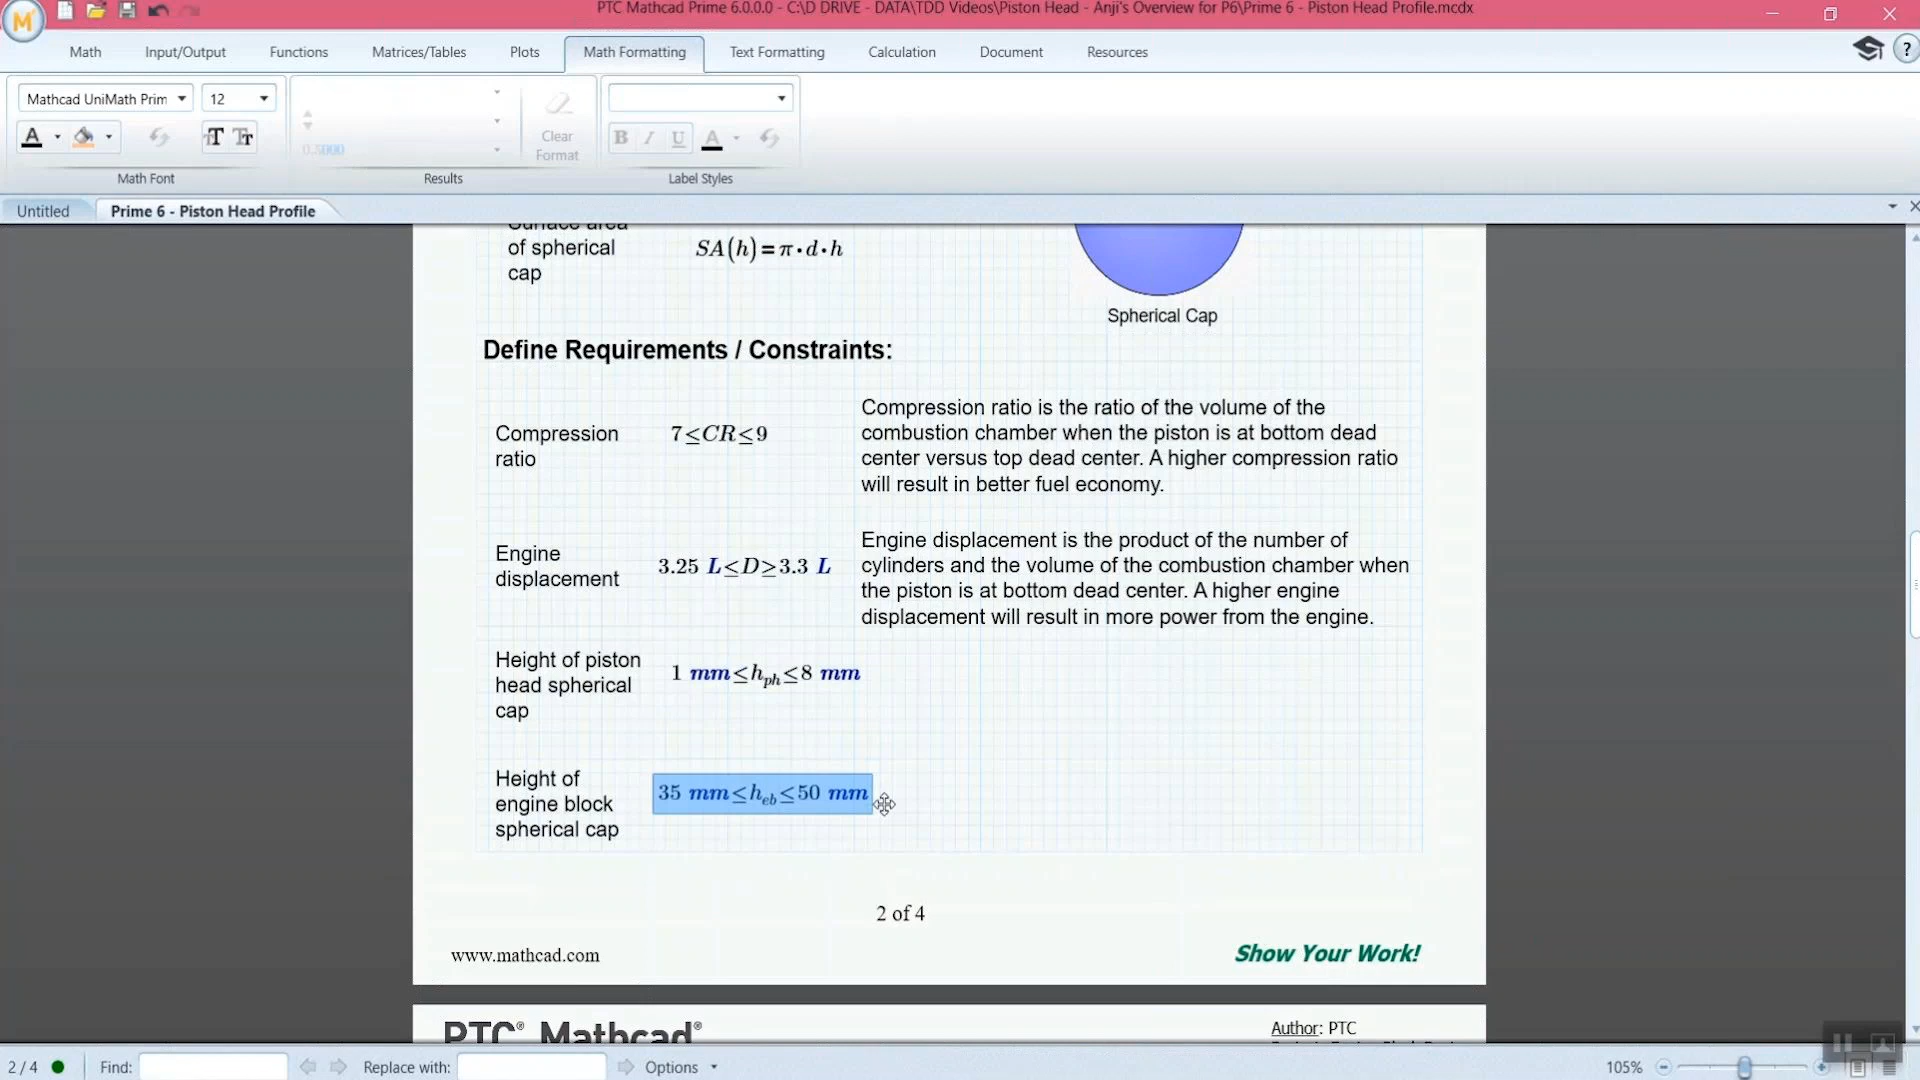 PTC Mathcad Prime 6.0.0.0 - C:\D DRIVE - DATA\TDD Videos\Piston Head - Anji's Overview for P6\Prime 6 - Piston Head Profile.mcdx
Math Input/Output Functions Matrices/Tables Plots Math Formatting Text Formatting Calculation Document Resources
Mathcad UniMath Prim 12
Clear
Format
0.5000
B I U A
Math Font Results Label Styles
Untitled Prime 6 - Piston Head Profile
Surface area
of spherical
cap
SA(h)=π·d·h
Spherical Cap
Define Requirements / Constraints:
Compression
ratio
7≤CR≤9
Compression ratio is the ratio of the volume of the
combustion chamber when the piston is at bottom dead
center versus top dead center. A higher compression ratio
will result in better fuel economy.
Engine
displacement
3.25 L≤D≥3.3 L
Engine displacement is the product of the number of
cylinders and the volume of the combustion chamber when
the piston is at bottom dead center. A higher engine
displacement will result in more power from the engine.
Height of piston
head spherical
cap
1 mm≤hph≤8 mm
Height of
engine block
spherical cap
35 mm≤heb≤50 mm
2 of 4
www.mathcad.com Show Your Work!
PTC® Mathcad®
Author: PTC
2 / 4 Find: Replace with: Options 105%